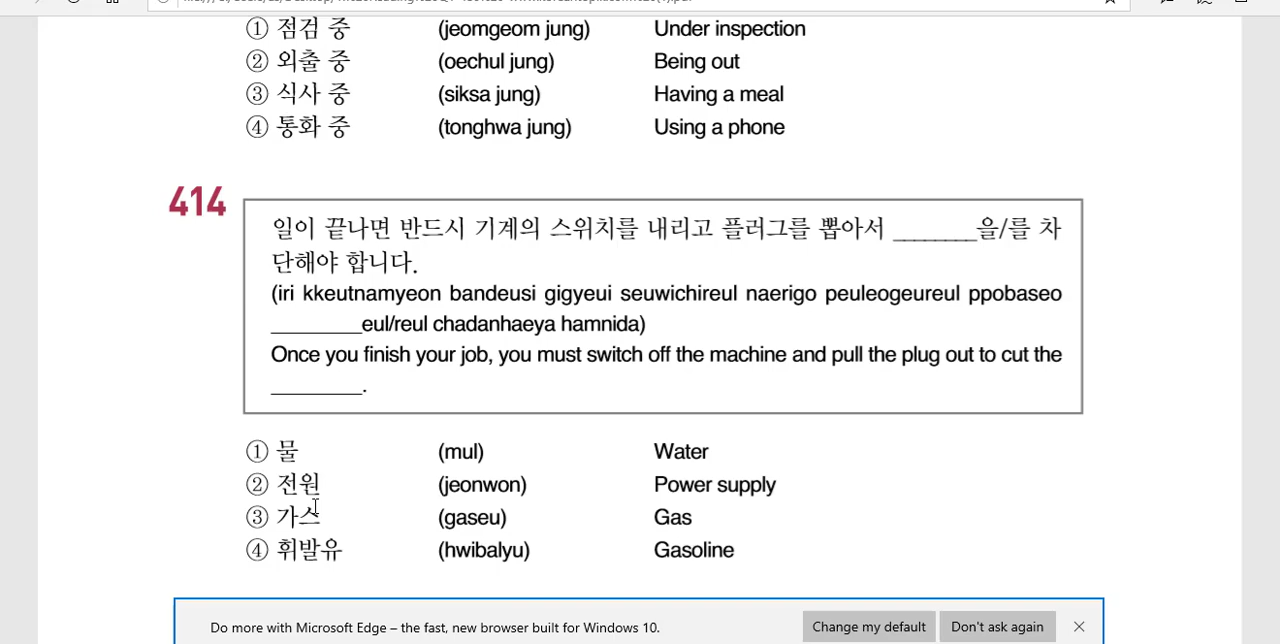 ① 점검 중 (jeomgeom jung) Under inspection
② 외출 중 (oechul jung) Being out
③ 식사 중 (siksa jung) Having a meal
④ 통화 중 (tonghwa jung) Using a phone
414
일이 끝나면 반드시 기계의 스위치를 내리고 플러그를 뽑아서 ________을/를 차
단해야 합니다.
(iri kkeutnamyeon bandeusi gigyeui seuwichireul naerigo peuleogeureul ppobaseo
_________eul/reul chadanhaeya hamnida)
Once you finish your job, you must switch off the machine and pull the plug out to cut the
_________.
① 물 (mul) Water
② 전원 (jeonwon) Power supply
③ 가스 (gaseu) Gas
④ 휘발유 (hwibalyu) Gasoline
Do more with Microsoft Edge – the fast, new browser built for Windows 10. Change my default Don't ask again